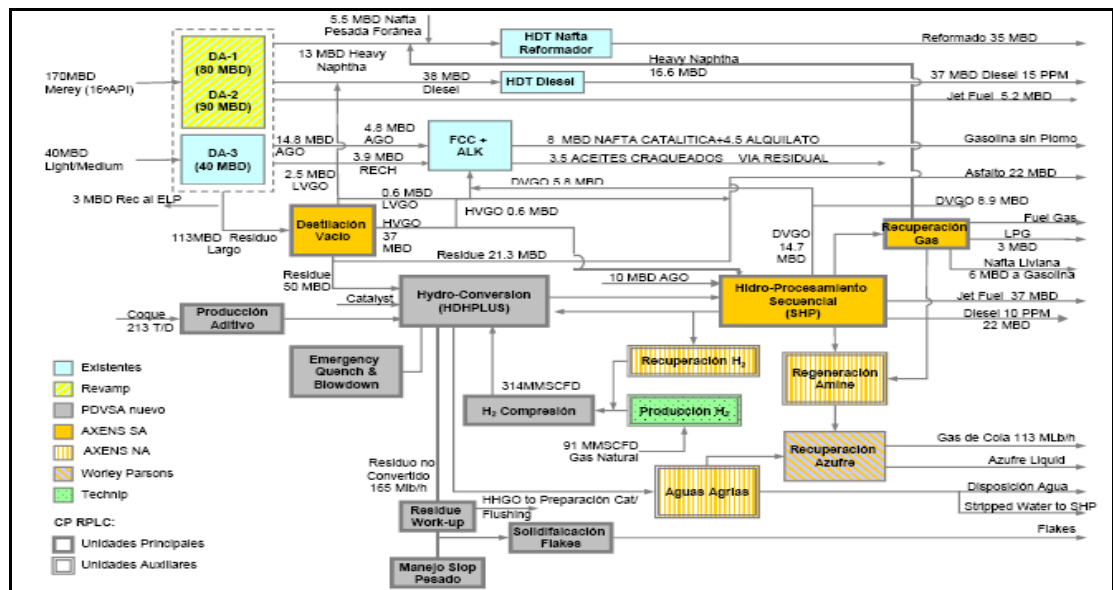 5.5 MBD Nafta
Pesada Foránea
13 MBD Heavy
Naphtha
DA-1
(80 MBD)
DA-2
(90 MBD)
170MBD
Merey (16ºAPI)
HDT Nafta
Reformador
Reformado 35 MBD
Heavy Naphtha
16.6 MBD
38 MBD
Diesel
HDT Diesel
37 MBD Diesel 15 PPM
Jet Fuel 5.2 MBD
40MBD
Light/Medium
DA-3
(40 MBD)
14.8 MBD
AGO
4.8 MBD
AGO
3.9 MBD
RECH
FCC +
ALK
8 MBD NAFTA CATALITICA+4.5 ALQUILATO
Gasolina sin Plomo
3.5 ACEITES CRAQUEADOS VIA RESIDUAL
2.5 MBD
LVGO
DVGO 5.8 MBD
Asfalto 22 MBD
3 MBD Rec al ELP
0.6 MBD
LVGO
HVGO 0.6 MBD
DVGO 8.9 MBD
113MBD Residuo
Largo
Destilación
Vacio
HVGO
37
MBD
DVGO
14.7
MBD
Recuperación
Gas
Fuel Gas
LPG
3 MBD
Nafta Liviana
6 MBD a Gasolina
Residue 21.3 MBD
Residue
50 MBD
10 MBD AGO
Catalyst
Hydro-Conversion
(HDHPLUS)
Hidro-Procesamiento
Secuencial
(SHP)
Jet Fuel 37 MBD
Diesel 10 PPM
22 MBD
Coque
213 T/D
Producción
Aditivo
Emergency
Quench &
Blowdown
Recuperación H2
Regeneración
Amine
314MMSCFD
H2 Compresión
Producción H2
91 MMSCFD
Gas Natural
Recuperación
Azufre
Gas de Cola 113 MLb/h
Azufre Liquid
Residuo no
Convertido
165 Mlb/h
HHGO to Preparación Cat/
Flushing
Aguas Agrias
Disposición Agua
Stripped Water to SHP
Residue
Work-up
Solidifaicación
Flakes
Flakes
Manejo Slop
Pesado
Existentes
Revamp
PDVSA nuevo
AXENS SA
AXENS NA
Worley Parsons
Technip
CP RPLC:
Unidades Principales
Unidades Auxiliares